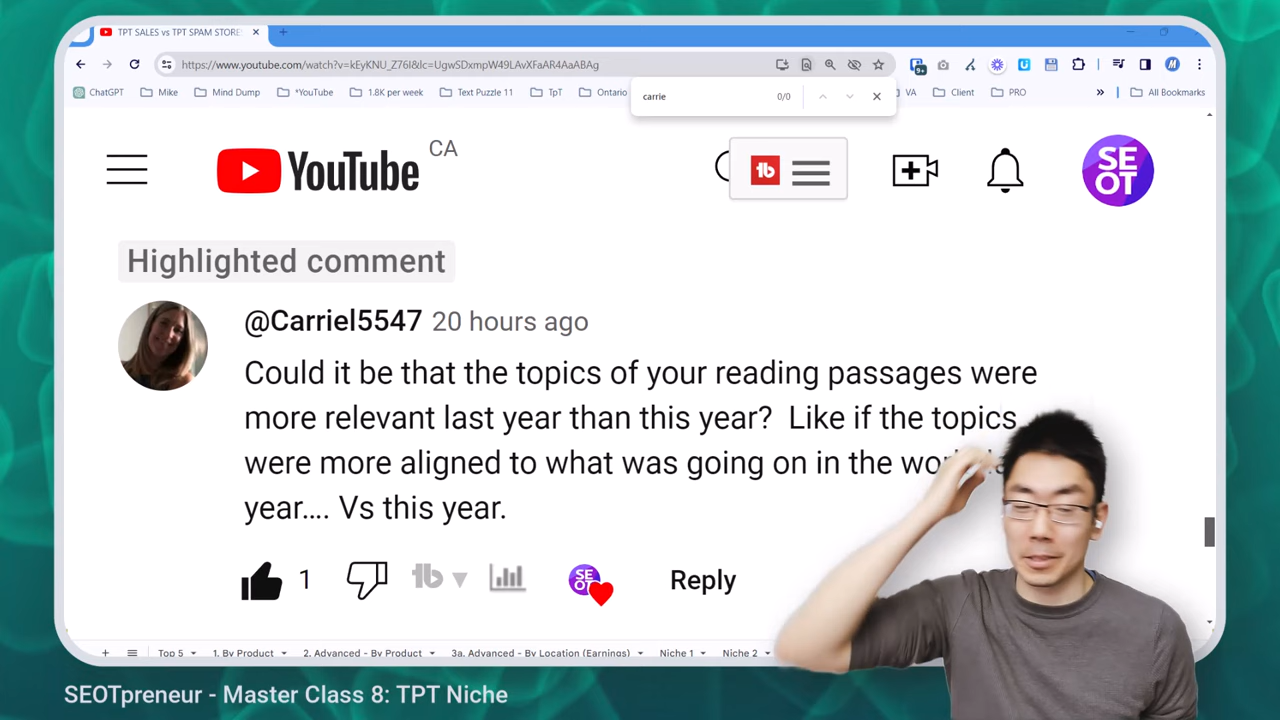 TPT SALES vs TPT SPAM STORE
https://www.youtube.com/watch?v=kEyKNU_Z76I&lc=UgwSDxmpW49LAvXFaAR4AaABAg
9+
ChatGPT Mike Mind Dump *YouTube 1.8K per week Text Puzzle 11 TpT Ontario VA Client PRO » All Bookmarks
carrie 0/0
YouTube CA
tb
SE
OT
Highlighted comment
@Carriel5547 20 hours ago
Could it be that the topics of your reading passages were
more relevant last year than this year? Like if the topics
were more aligned to what was going on in the
year.... Vs this year.
1 tb SE OT Reply
Top 5 1. By Product 2. Advanced - By Product 3a. Advanced - By Location (Earnings) Niche 1 Niche 2
SEOTpreneur - Master Class 8: TPT Niche